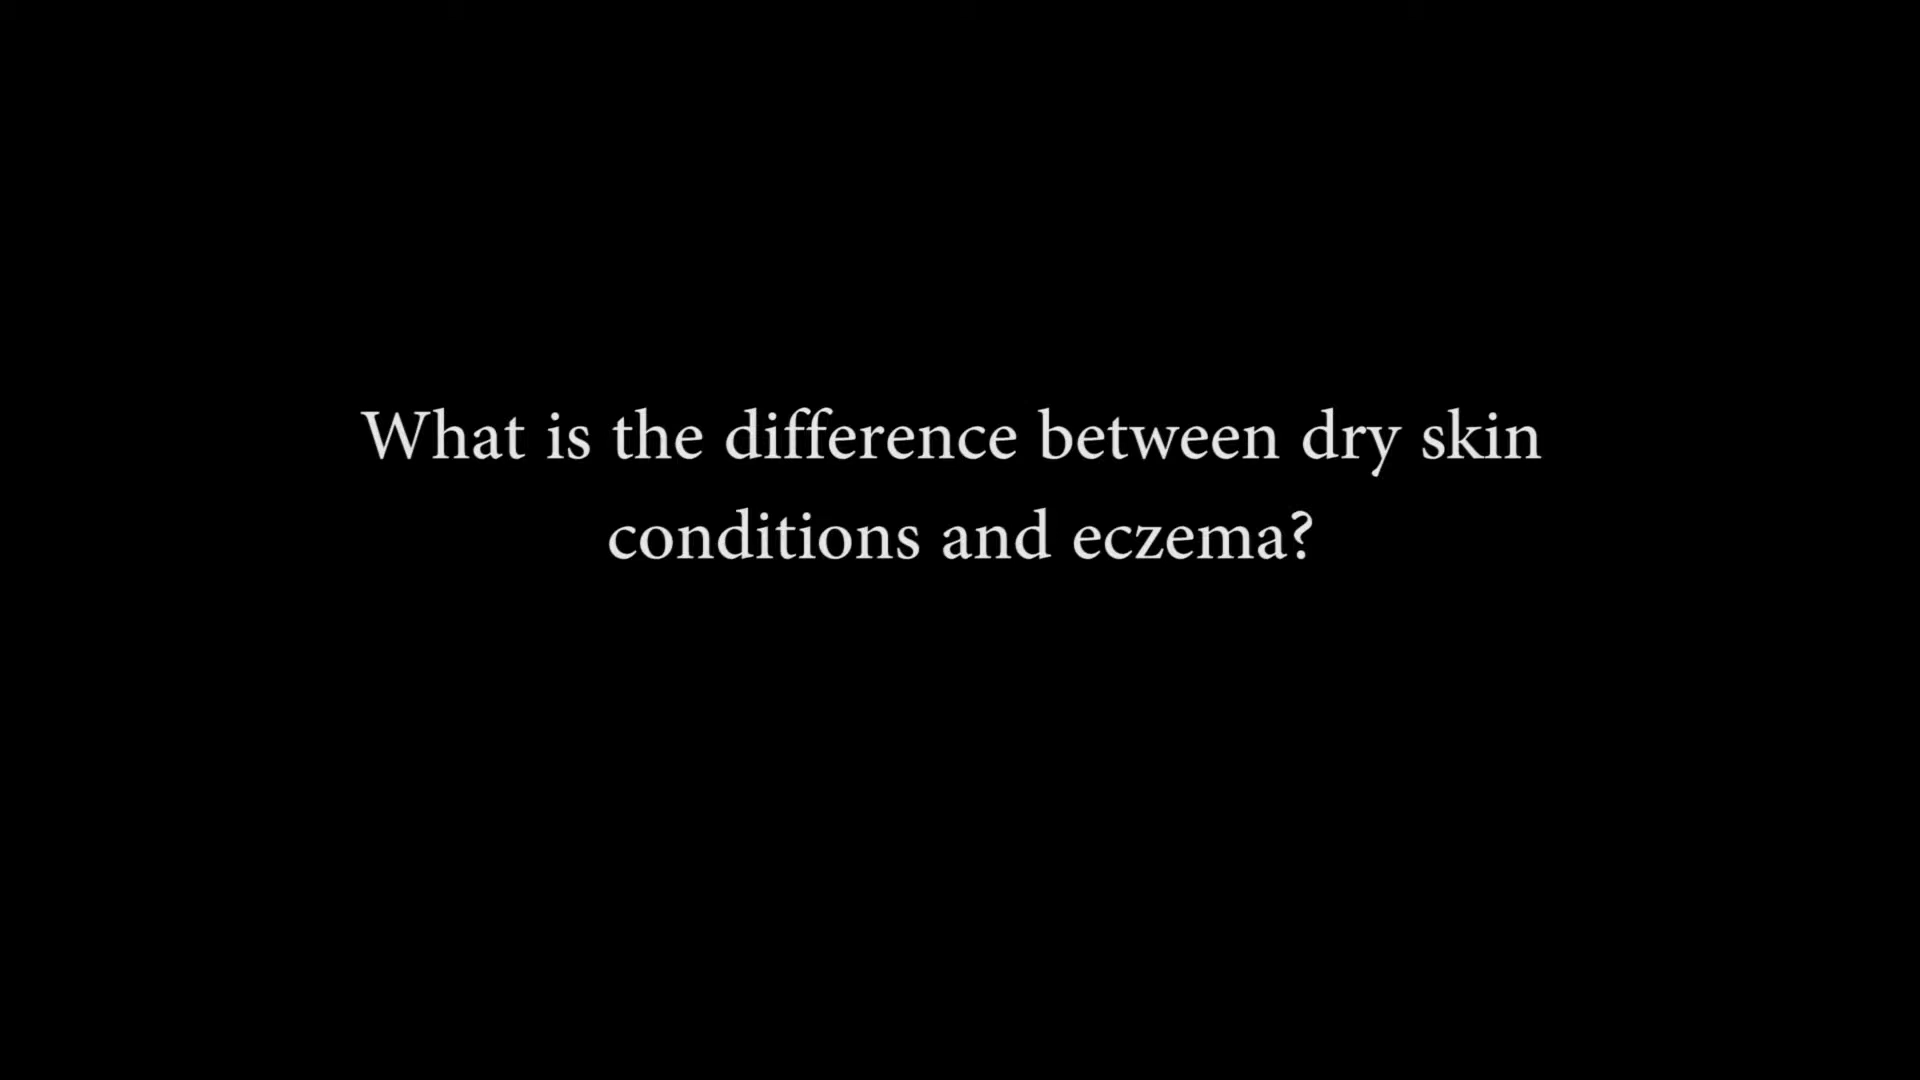 What is the difference between dry skin
conditions and eczema?